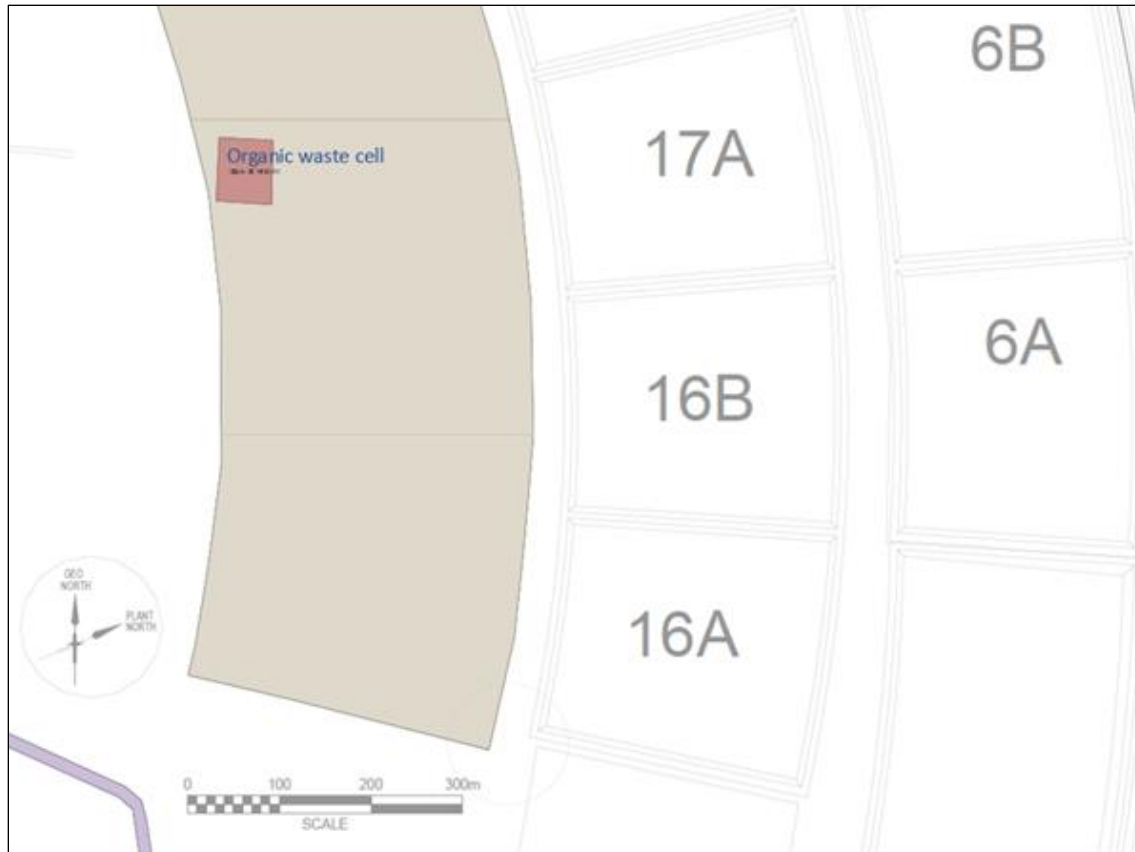 6B
17A
Organic waste cell
6A
16B
GEO
NORTH
PLANT
NORTH
16A
0 100 200 300m
SCALE